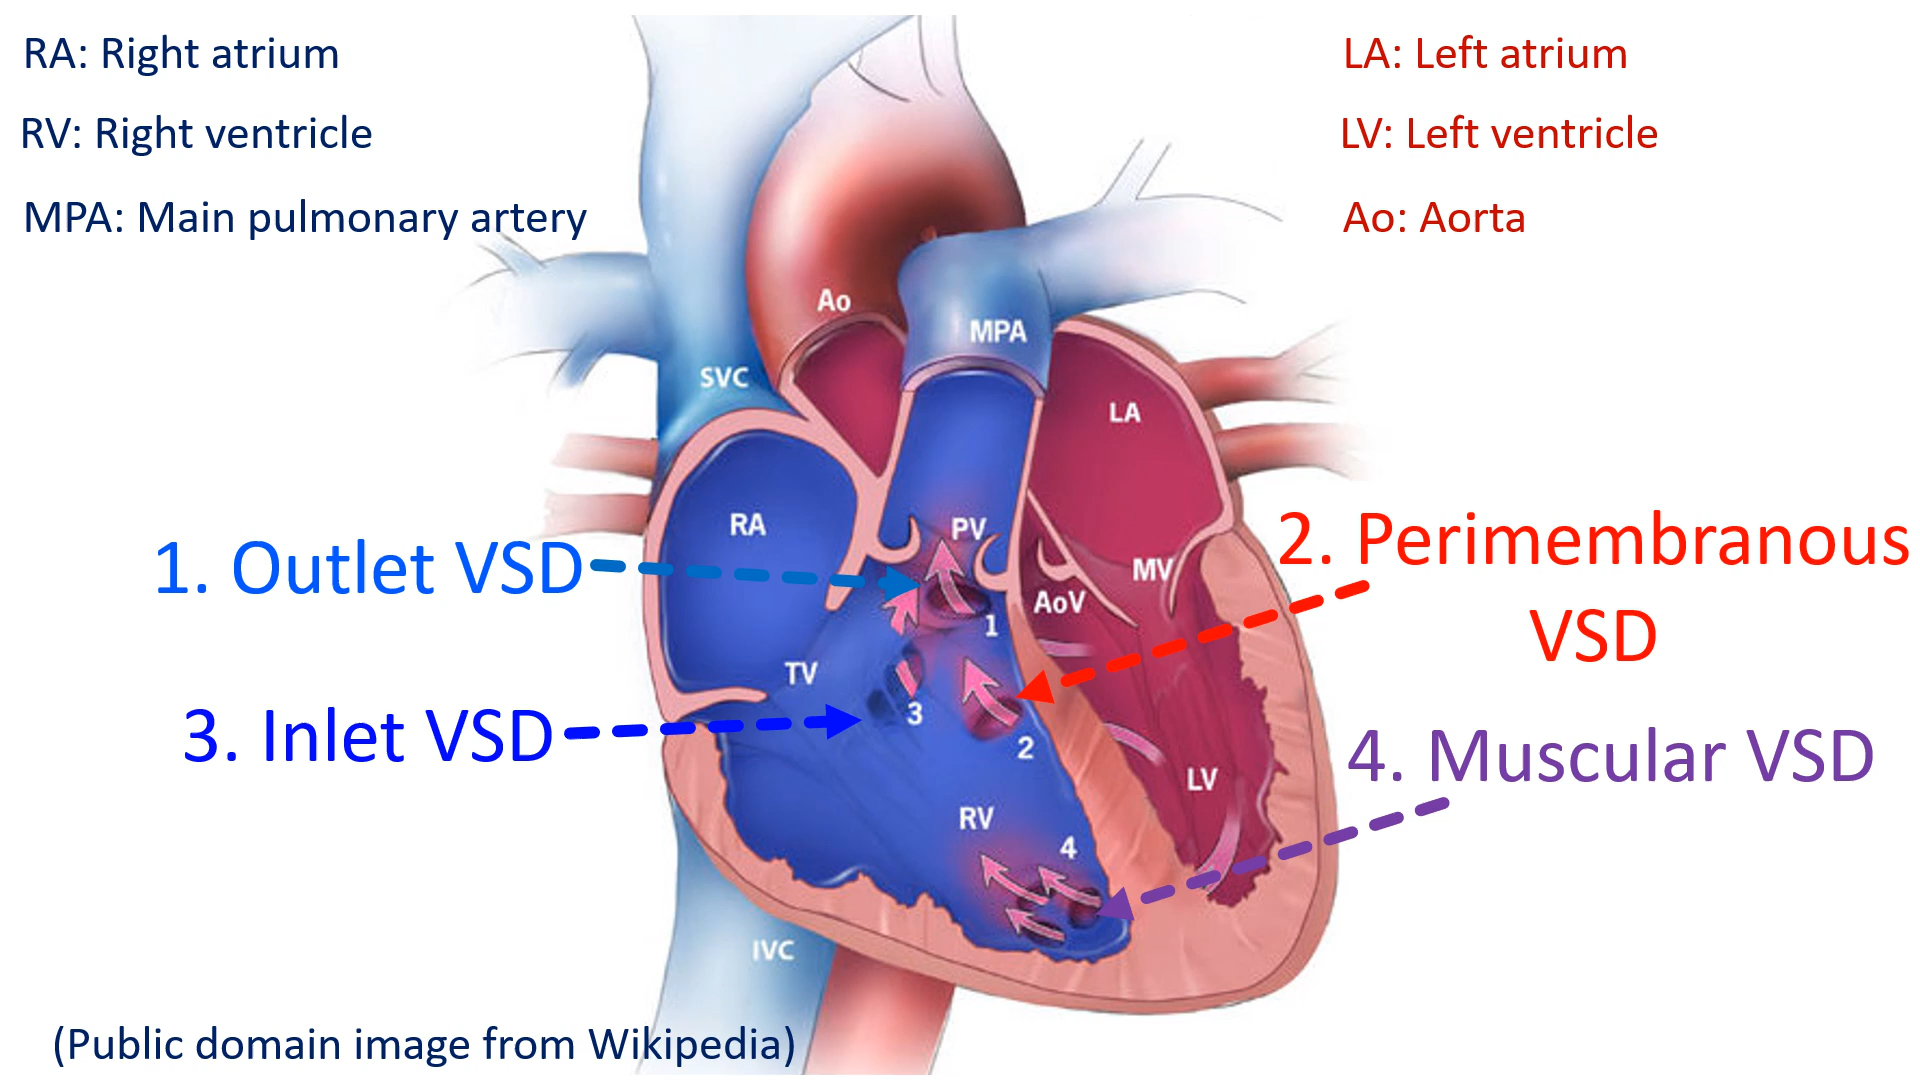 RA: Right atrium
LA: Left atrium
RV: Right ventricle
LV: Left ventricle
MPA: Main pulmonary artery
Ao: Aorta
Ao
MPA
SVC
LA
RA
PV
1. Outlet VSD
2. Perimembranous
VSD
MV
AoV
1
TV
3
2
3. Inlet VSD
4. Muscular VSD
LV
RV
4
IVC
(Public domain image from Wikipedia)